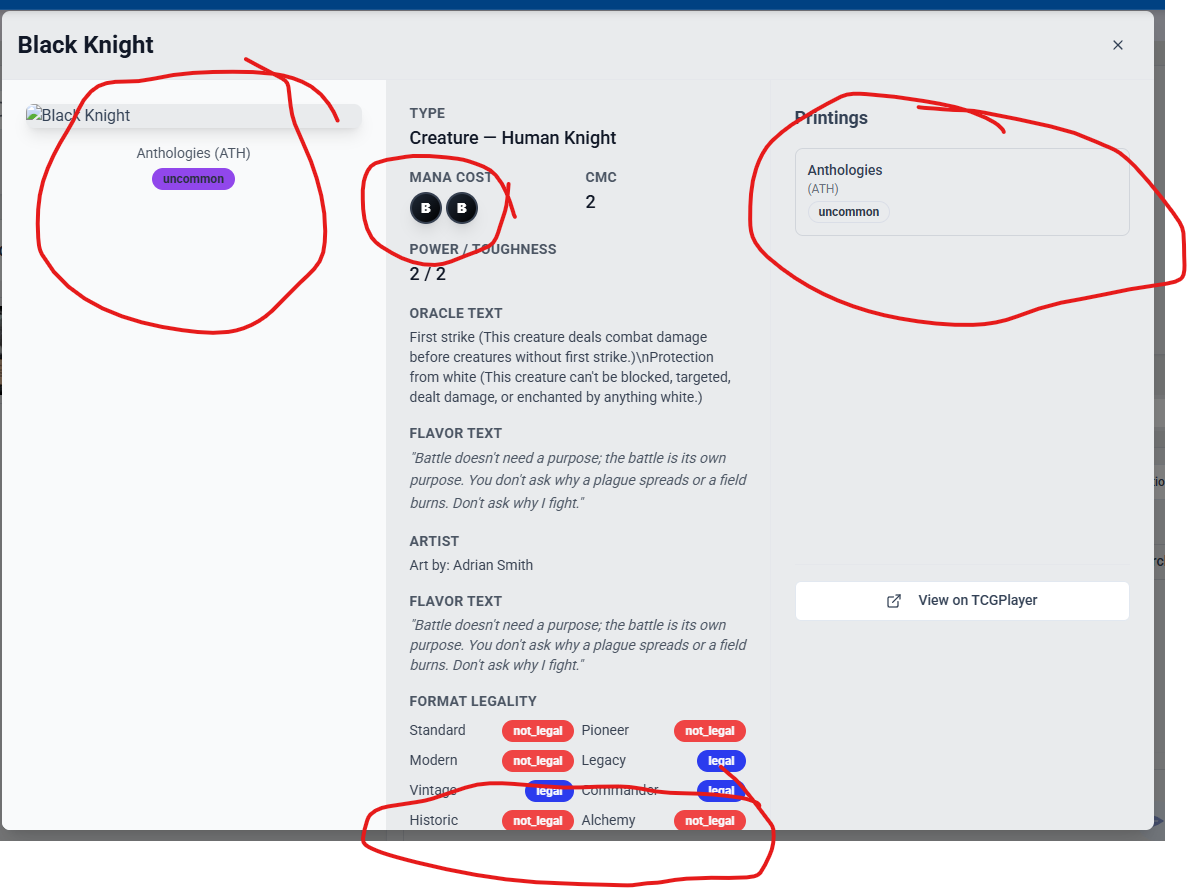 Black Knight
Black Knight
Anthologies (ATH)
uncommon
TYPE
Creature — Human Knight
MANA COST
CMC
B B
2
POWER / TOUGHNESS
2 / 2
ORACLE TEXT
First strike (This creature deals combat damage
before creatures without first strike.)\nProtection
from white (This creature can't be blocked, targeted,
dealt damage, or enchanted by anything white.)
FLAVOR TEXT
"Battle doesn't need a purpose; the battle is its own
purpose. You don't ask why a plague spreads or a field
burns. Don't ask why I fight."
ARTIST
Art by: Adrian Smith
FLAVOR TEXT
"Battle doesn't need a purpose; the battle is its own
purpose. You don't ask why a plague spreads or a field
burns. Don't ask why I fight."
FORMAT LEGALITY
Standard not_legal Pioneer not_legal
Modern not_legal Legacy legal
Vintage legal Commander legal
Historic not_legal Alchemy not_legal
Printings
Anthologies
(ATH)
uncommon
View on TCGPlayer